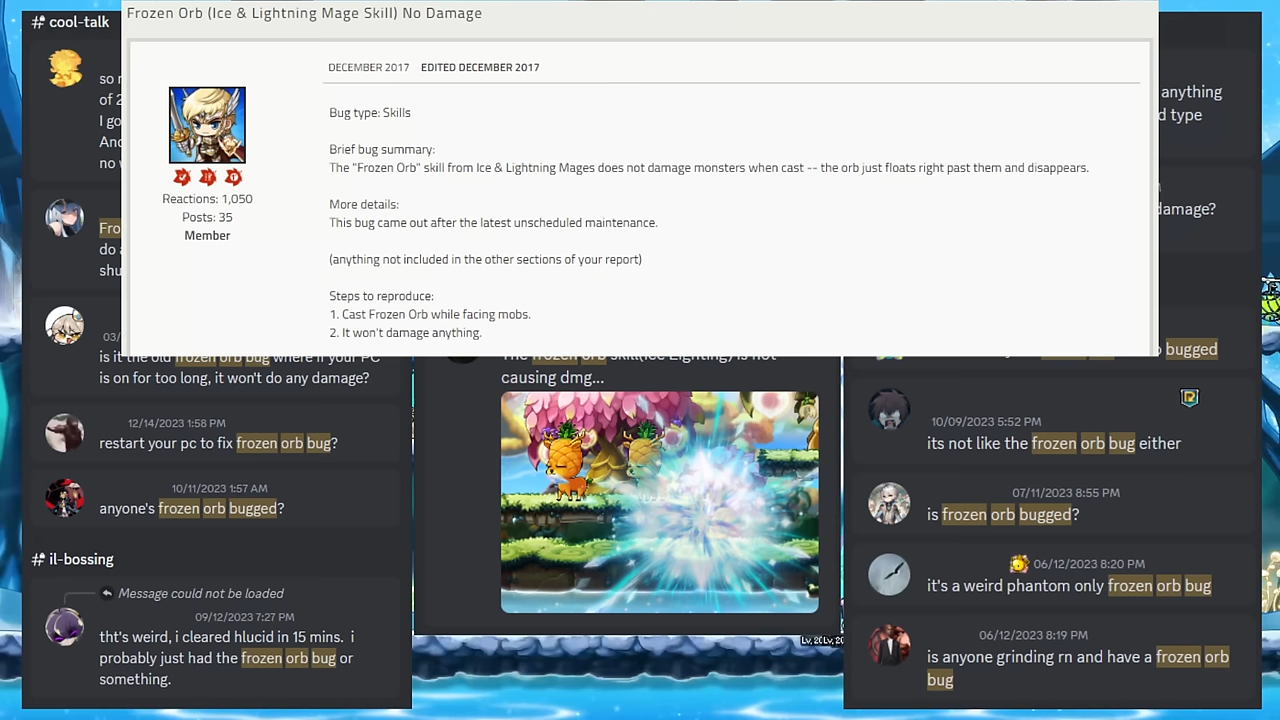 Frozen Orb (Ice & Lightning Mage Skill) No Damage
DECEMBER 2017 EDITED DECEMBER 2017
Reactions: 1,050
Posts: 35
Member
Bug type: Skills
Brief bug summary:
The "Frozen Orb" skill from Ice & Lightning Mages does not damage monsters when cast -- the orb just floats right past them and disappears.
More details:
This bug came out after the latest unscheduled maintenance.
(anything not included in the other sections of your report)
Steps to reproduce:
1. Cast Frozen Orb while facing mobs.
2. It won't damage anything.
# cool-talk
so
of 2
I go
no
Fro
do
shu
03/
is it the old frozen orb bug where if your PC
is on for too long, it won't do any damage?
12/14/2023 1:58 PM
restart your pc to fix frozen orb bug?
10/11/2023 1:57 AM
anyone's frozen orb bugged?
# il-bossing
Message could not be loaded
09/12/2023 7:27 PM
tht's weird, i cleared hlucid in 15 mins. i
probably just had the frozen orb bug or
something.
The frozen orb skill(Ice Lighting) is not
causing dmg...
anything
d type
damage?
bugged
10/09/2023 5:52 PM
its not like the frozen orb bug either
07/11/2023 8:55 PM
is frozen orb bugged?
06/12/2023 8:20 PM
it's a weird phantom only frozen orb bug
06/12/2023 8:19 PM
is anyone grinding rn and have a frozen orb
bug